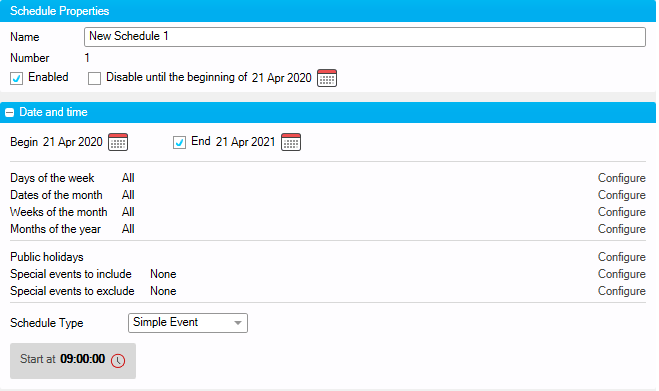 Schedule Properties
Name New Schedule 1
Number 1
Enabled Disable until the beginning of 21 Apr 2020
Date and time
Begin 21 Apr 2020 End 21 Apr 2021
Days of the week All Configure
Dates of the month All Configure
Weeks of the month All Configure
Months of the year All Configure
Public holidays Configure
Special events to include None Configure
Special events to exclude None Configure
Schedule Type Simple Event
Start at 09:00:00